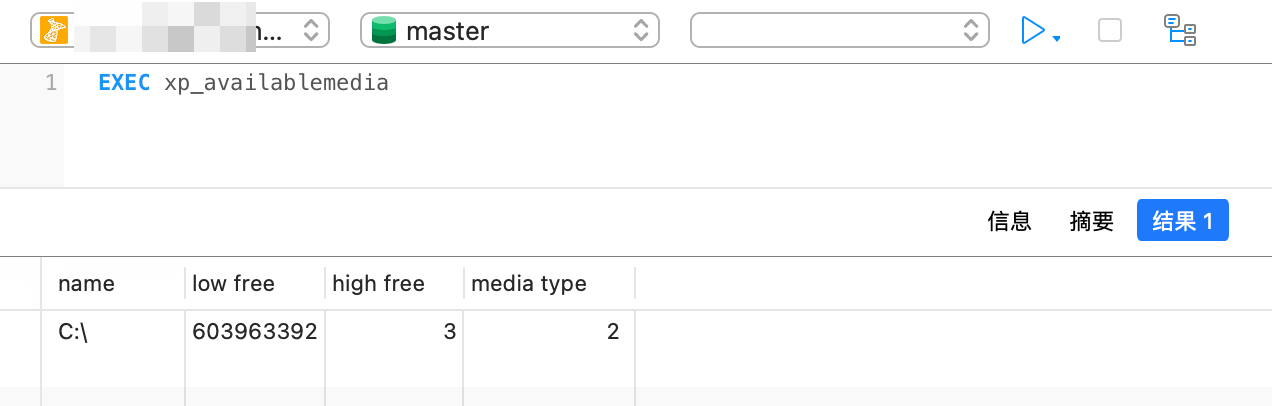 master
1 EXEC xp_availablemedia
信息 摘要 结果 1
name low free high free media type
C:\ 603963392 3 2